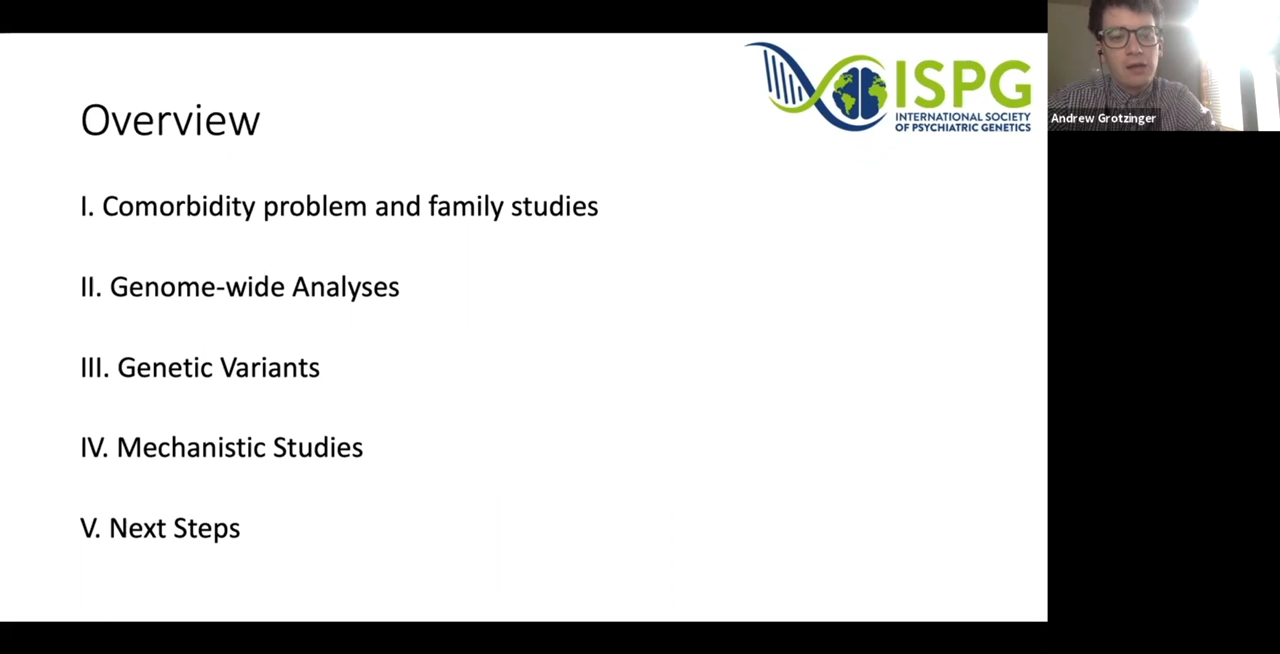 ISPG
INTERNATIONAL SOCIETY
OF PSYCHIATRIC GENETICS
Andrew Grotzinger
Overview
I. Comorbidity problem and family studies
II. Genome-wide Analyses
III. Genetic Variants
IV. Mechanistic Studies
V. Next Steps